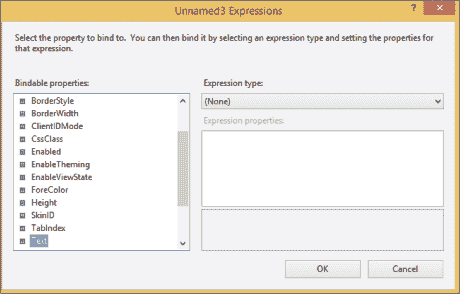 Unnamed3 Expressions
?
Select the property to bind to. You can then bind it by selecting an expression type and setting the properties for
that expression.
Bindable properties:
BorderStyle
BorderWidth
ClientIDMode
CssClass
Enabled
EnableTheming
EnableViewState
ForeColor
Height
SkinID
TabIndex
Text
Expression type:
(None)
Expression properties:
OK
Cancel